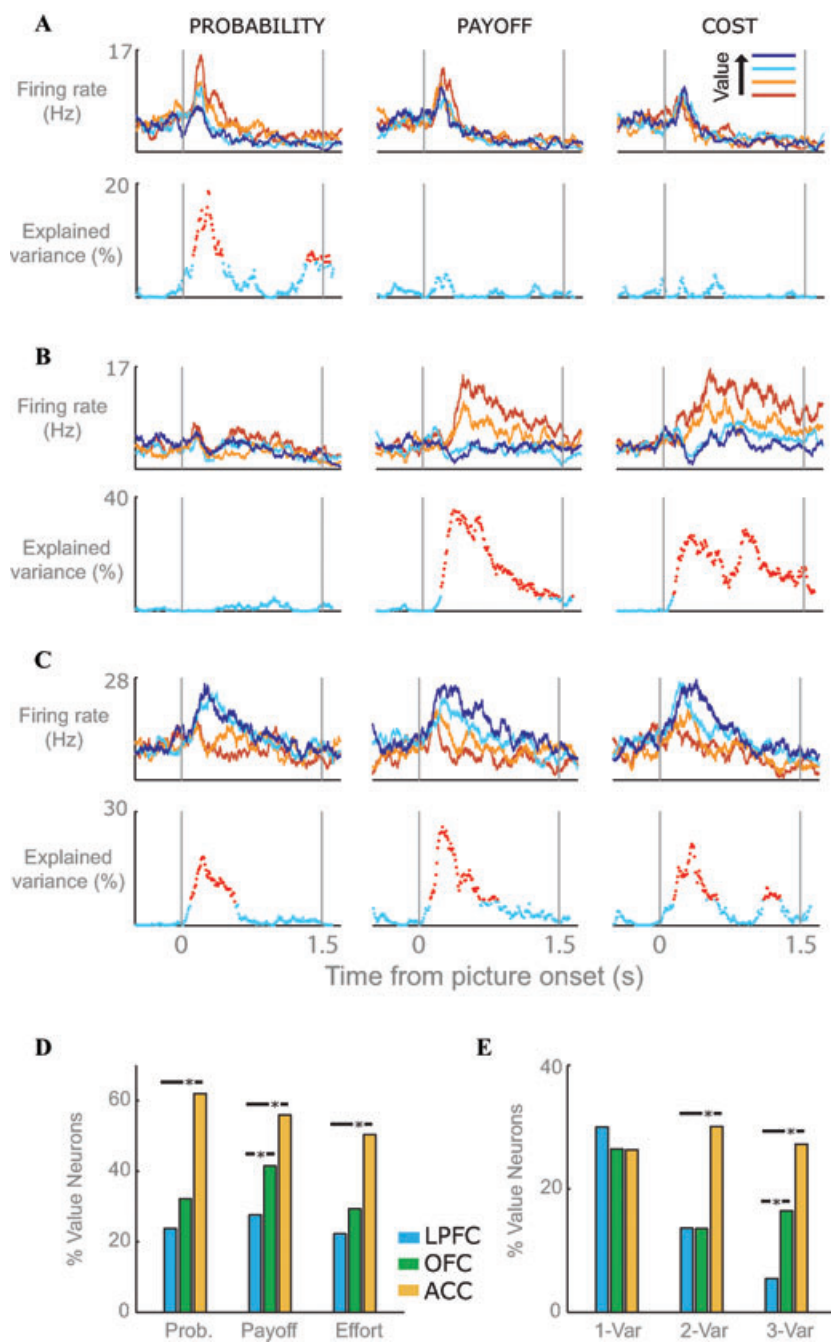 A
PROBABILITY PAYOFF COST
17
Firing rate
(Hz)
Value
20
Explained
variance (%)
B
17
Firing rate
(Hz)
40
Explained
variance (%)
C
28
Firing rate
(Hz)
30
Explained
variance (%)
0 1.5 0 1.5 0 1.5
Time from picture onset (s)
D
% Value Neurons
60
40
20
0
* * * *
Prob. Payoff Effort
LPFC
OFC
ACC
E
% Value Neurons
40
20
0
* * *
1-Var 2-Var 3-Var